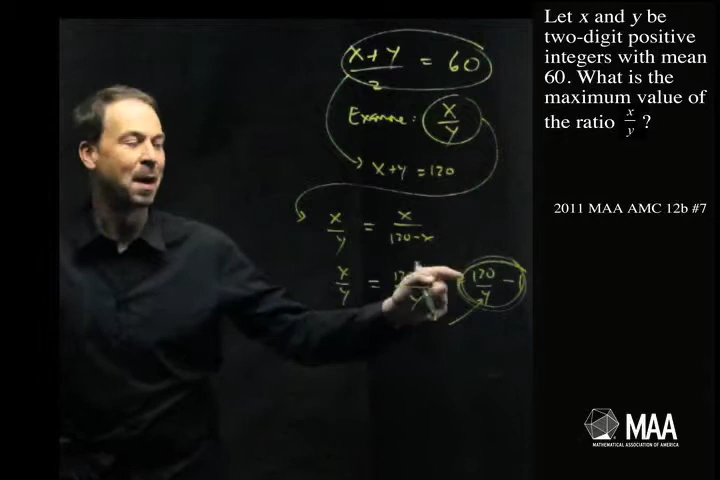 Let x and y be
two-digit positive
integers with mean
60. What is the
maximum value of
the ratio x/y ?
2011 MAA AMC 12b #7
(x+y)/2 = 60
Examine: x/y
x+y = 120
x/y = x/(120-x)
x/y =
120/y - 1
MAA
MATHEMATICAL ASSOCIATION OF AMERICA